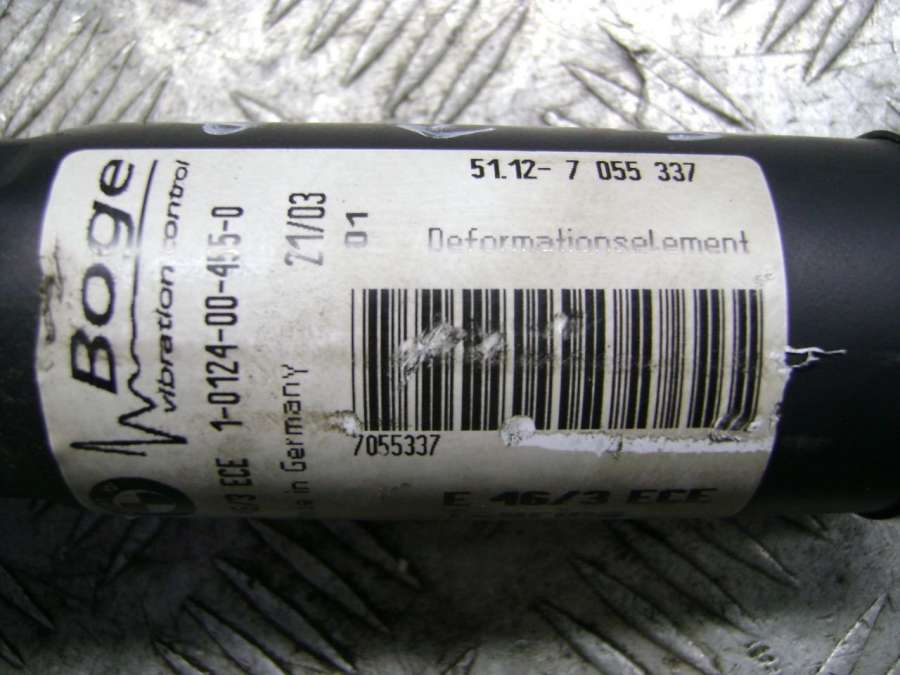 Boge
vibration control
ECE 1-0124-00-455-0
in Germany 21/03
01
51.12- 7 055 337
Deformationselement
7055337
E 46/3 ECE